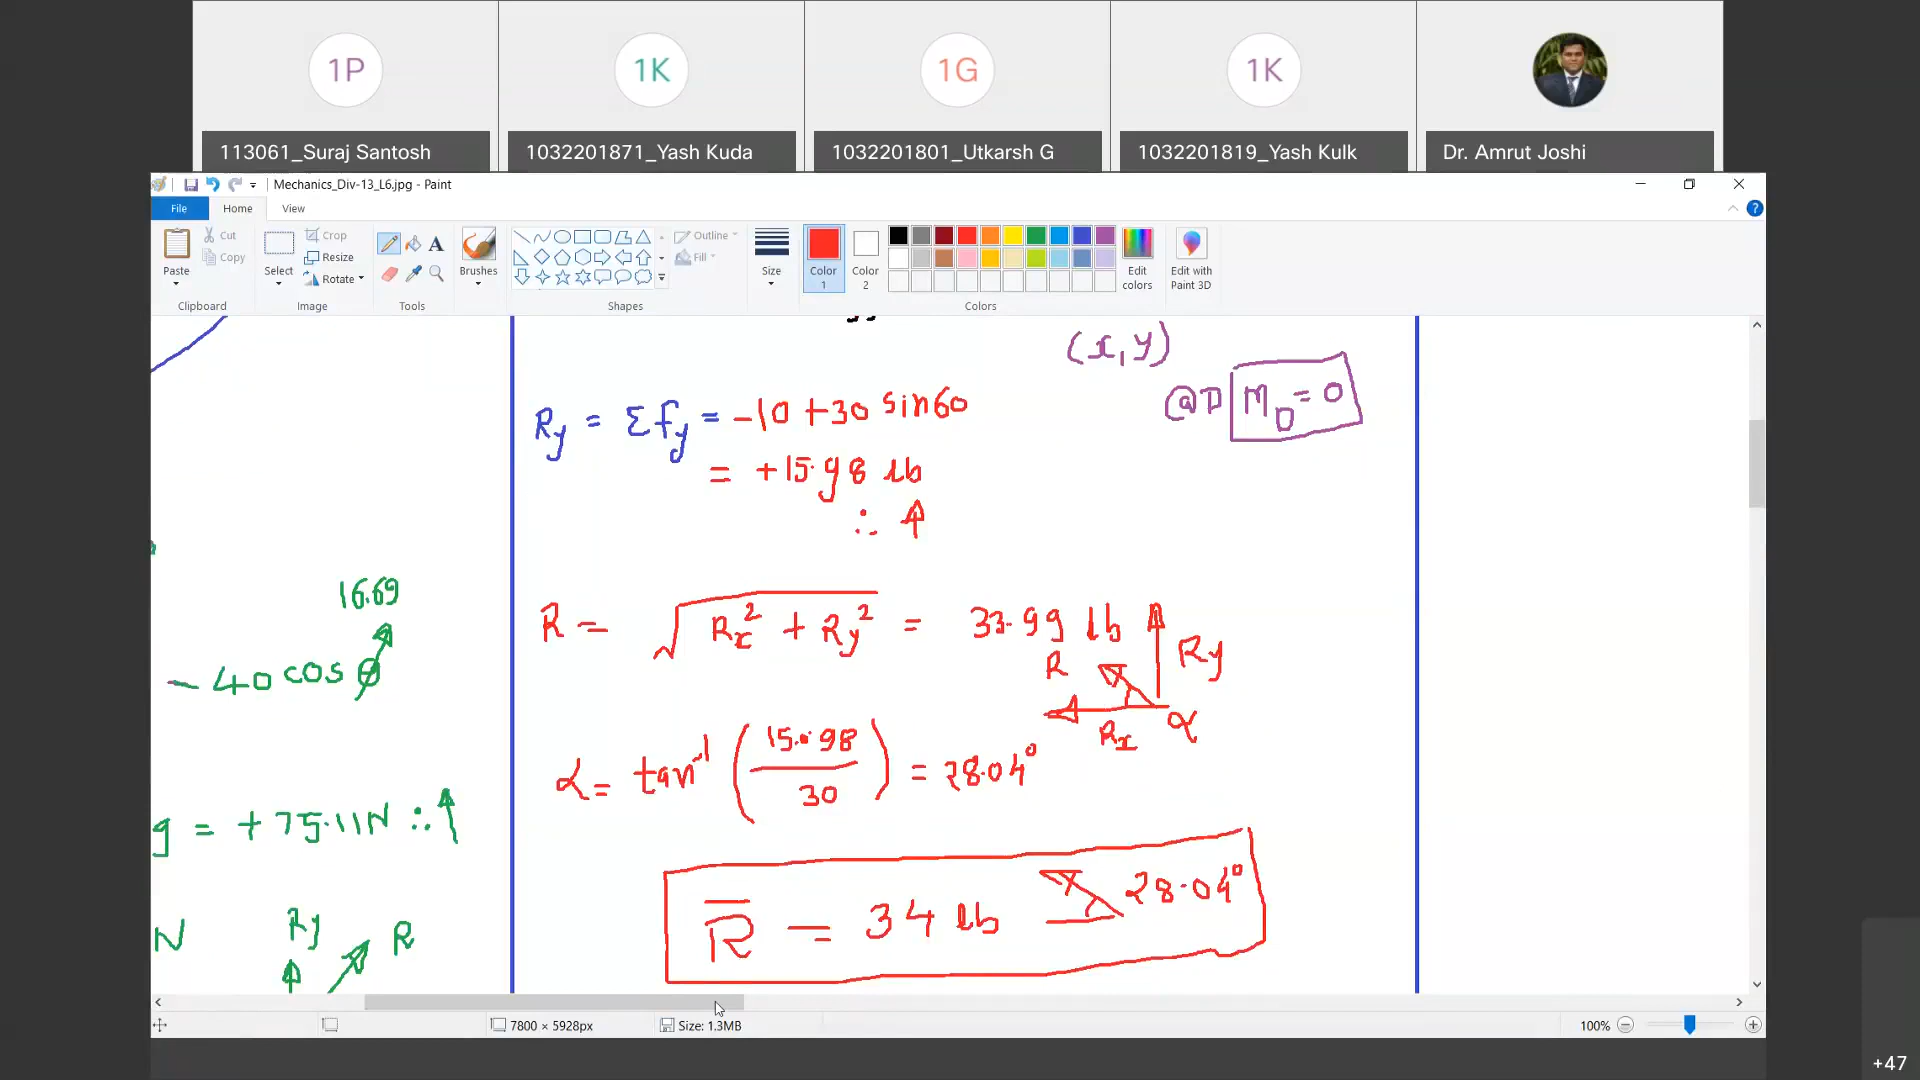 1P
1K
1G
1K
113061_Suraj Santosh
1032201871_Yash Kuda
1032201801_Utkarsh G
1032201819_Yash Kulk
Dr. Amrut Joshi
Mechanics_Div-13_L6.jpg - Paint
File Home View
Paste
Cut
Copy
Clipboard
Select
Crop
Resize
Rotate
Image
A
Tools
Brushes
Shapes
Outline
Fill
Size
Color 1
Color 2
Edit colors
Edit with Paint 3D
Colors
(x, y)
@D M_D = 0
Ry = Σfy = -10 + 30 sin60
= +15.98 lb
∴ ↑
16.69
- 40 cos θ
R = √(Rx² + Ry²) = 33.99 lb
R
Ry
Rx
α
α = tan⁻¹ (15.98 / 30) = 28.04°
= +75.11N ∴ ↑
R = 34 lb 28.04°
N
Ry
R
7800 × 5928px
Size: 1.3MB
100%
+47